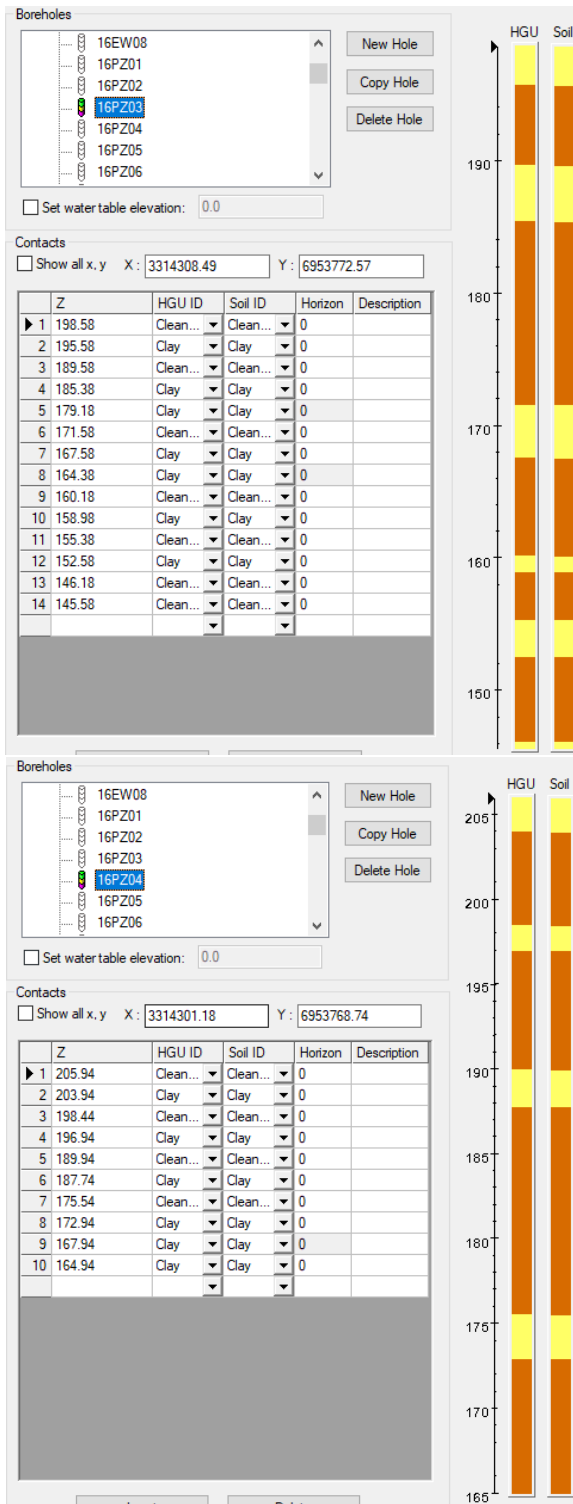 Boreholes
16EW08
16PZ01
16PZ02
16PZ03
16PZ04
16PZ05
16PZ06
New Hole
Copy Hole
Delete Hole
Set water table elevation: 0.0
Contacts
Show all x, y X: 3314308.49 Y: 6953772.57
Z HGU ID Soil ID Horizon Description
1 198.58 Clean... Clean... 0
2 195.58 Clay Clay 0
3 189.58 Clean... Clean... 0
4 185.38 Clay Clay 0
5 179.18 Clay Clay 0
6 171.58 Clean... Clean... 0
7 167.58 Clay Clay 0
8 164.38 Clay Clay 0
9 160.18 Clean... Clean... 0
10 158.98 Clay Clay 0
11 155.38 Clean... Clean... 0
12 152.58 Clay Clay 0
13 146.18 Clean... Clean... 0
14 145.58 Clean... Clean... 0
HGU Soil
190
180
170
160
150
Boreholes
16EW08
16PZ01
16PZ02
16PZ03
16PZ04
16PZ05
16PZ06
New Hole
Copy Hole
Delete Hole
Set water table elevation: 0.0
Contacts
Show all x, y X: 3314301.18 Y: 6953768.74
Z HGU ID Soil ID Horizon Description
1 205.94 Clean... Clean... 0
2 203.94 Clay Clay 0
3 198.44 Clean... Clean... 0
4 196.94 Clay Clay 0
5 189.94 Clean... Clean... 0
6 187.74 Clay Clay 0
7 175.54 Clean... Clean... 0
8 172.94 Clay Clay 0
9 167.94 Clay Clay 0
10 164.94 Clay Clay 0
HGU Soil
205
200
195
190
185
180
175
170
165